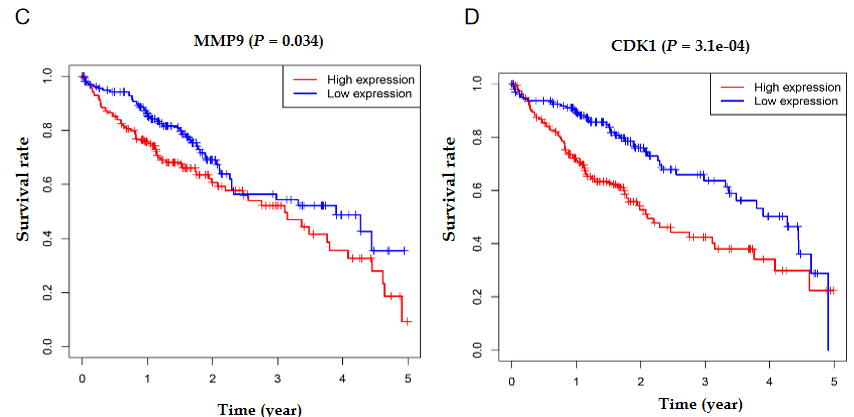 C
MMP9 (P = 0.034)
High expression
Low expression
Survival rate
1.0
0.8
0.6
0.4
0.2
0.0
0 1 2 3 4 5
Time (year)
D
CDK1 (P = 3.1e-04)
High expression
Low expression
Survival rate
1.0
0.8
0.6
0.4
0.2
0.0
0 1 2 3 4 5
Time (year)